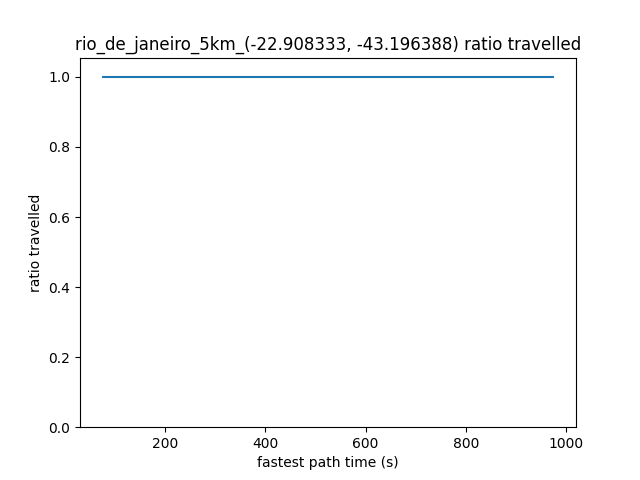 rio_de_janeiro_5km_(-22.908333, -43.196388) ratio travelled
1.0
0.8
0.6
0.4
0.2
0.0
ratio travelled
200 400 600 800 1000
fastest path time (s)